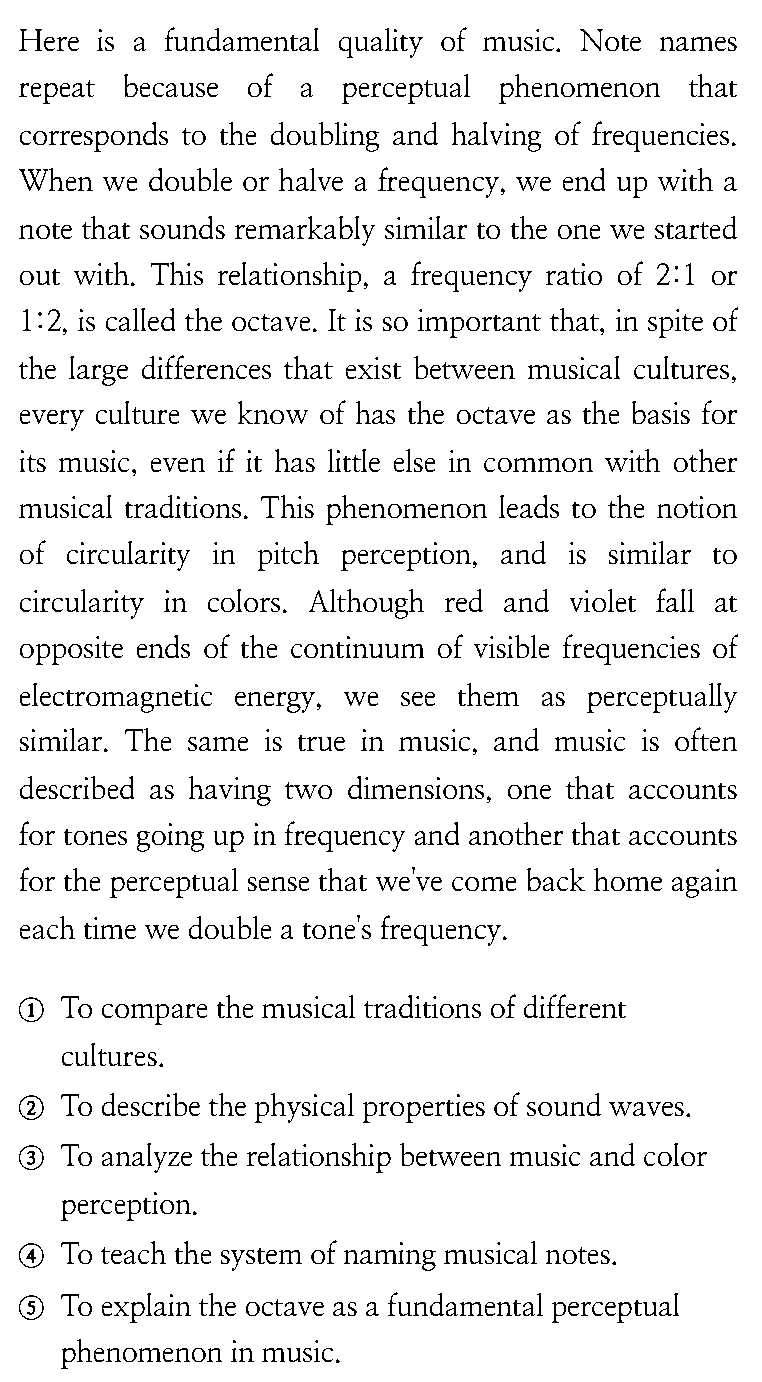 Here is a fundamental quality of music. Note names
repeat because of a perceptual phenomenon that
corresponds to the doubling and halving of frequencies.
When we double or halve a frequency, we end up with a
note that sounds remarkably similar to the one we started
out with. This relationship, a frequency ratio of 2:1 or
1:2, is called the octave. It is so important that, in spite of
the large differences that exist between musical cultures,
every culture we know of has the octave as the basis for
its music, even if it has little else in common with other
musical traditions. This phenomenon leads to the notion
of circularity in pitch perception, and is similar to
circularity in colors. Although red and violet fall at
opposite ends of the continuum of visible frequencies of
electromagnetic energy, we see them as perceptually
similar. The same is true in music, and music is often
described as having two dimensions, one that accounts
for tones going up in frequency and another that accounts
for the perceptual sense that we've come back home again
each time we double a tone's frequency.
① To compare the musical traditions of different
cultures.
② To describe the physical properties of sound waves.
③ To analyze the relationship between music and color
perception.
④ To teach the system of naming musical notes.
⑤ To explain the octave as a fundamental perceptual
phenomenon in music.